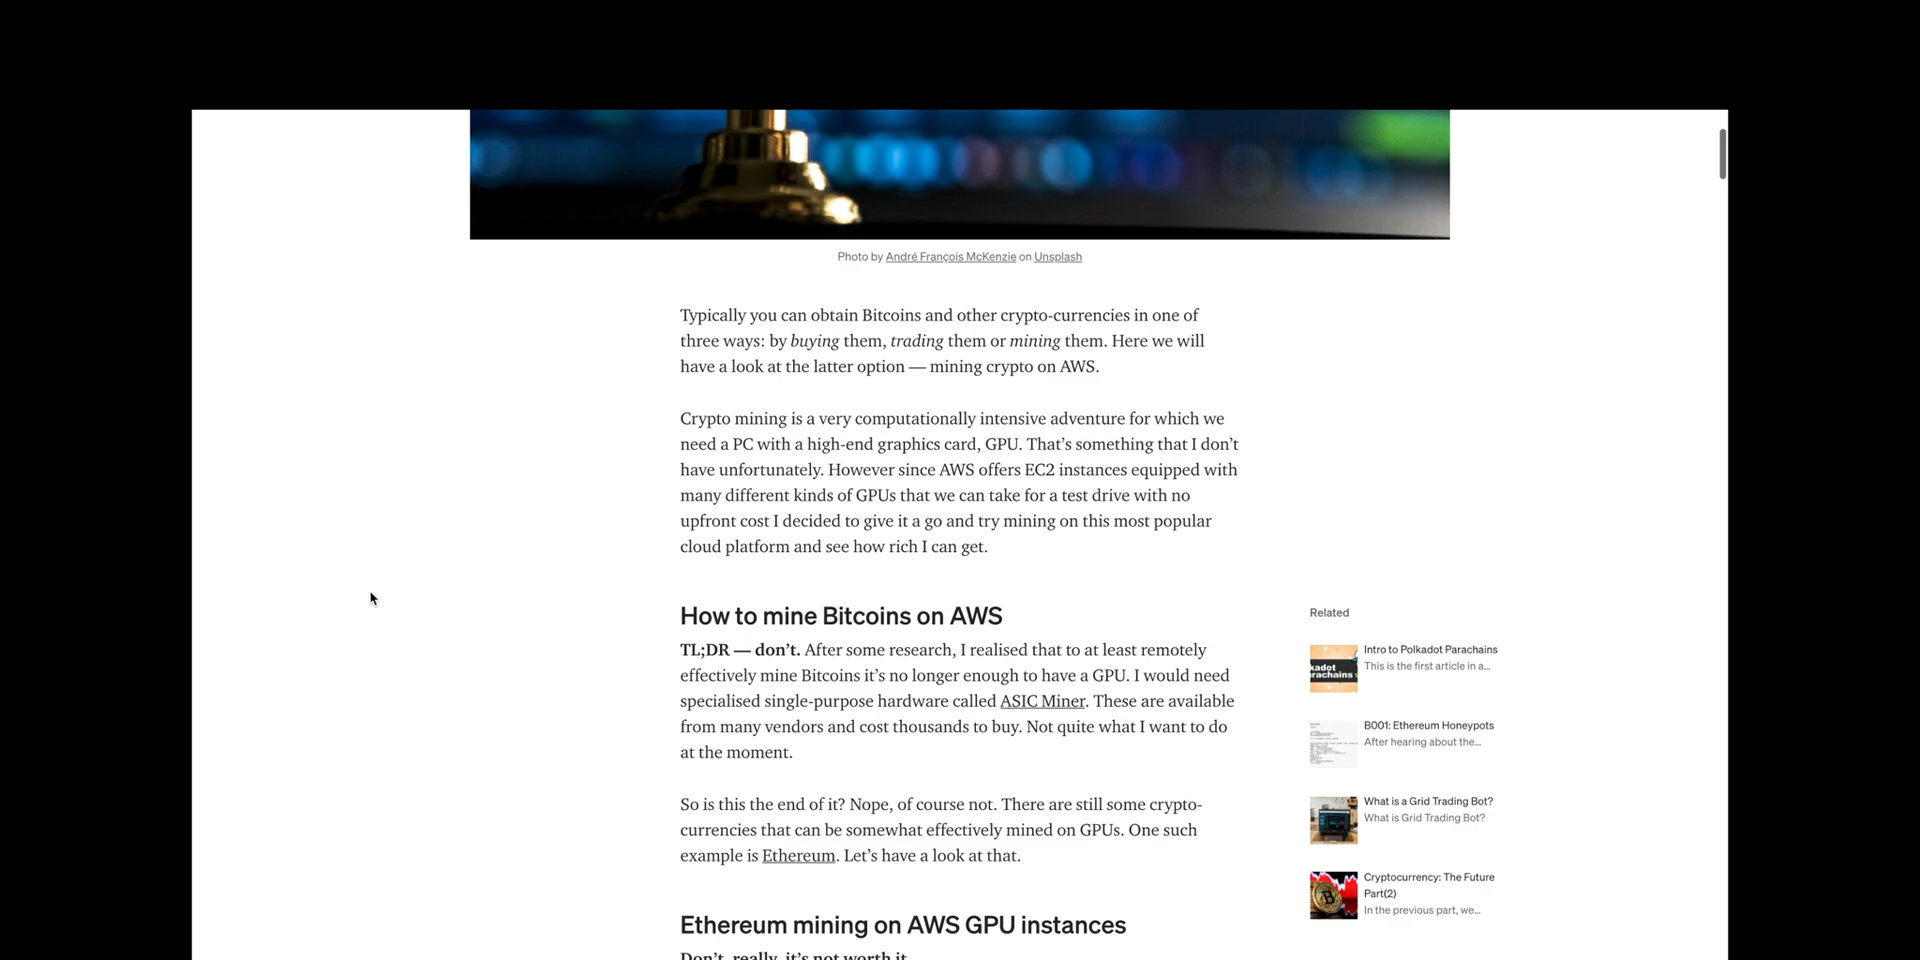 Photo by André François McKenzie on Unsplash
Typically you can obtain Bitcoins and other crypto-currencies in one of
three ways: by buying them, trading them or mining them. Here we will
have a look at the latter option — mining crypto on AWS.
Crypto mining is a very computationally intensive adventure for which we
need a PC with a high-end graphics card, GPU. That’s something that I don’t
have unfortunately. However since AWS offers EC2 instances equipped with
many different kinds of GPUs that we can take for a test drive with no
upfront cost I decided to give it a go and try mining on this most popular
cloud platform and see how rich I can get.
How to mine Bitcoins on AWS
TL;DR — don’t. After some research, I realised that to at least remotely
effectively mine Bitcoins it’s no longer enough to have a GPU. I would need
specialised single-purpose hardware called ASIC Miner. These are available
from many vendors and cost thousands to buy. Not quite what I want to do
at the moment.
So is this the end of it? Nope, of course not. There are still some crypto-
currencies that can be somewhat effectively mined on GPUs. One such
example is Ethereum. Let’s have a look at that.
Ethereum mining on AWS GPU instances
Don’t, really, it’s not worth it.
Related
kadot
rachains
Intro to Polkadot Parachains
This is the first article in a...
B001: Ethereum Honeypots
After hearing about the...
What is a Grid Trading Bot?
What is Grid Trading Bot?
Cryptocurrency: The Future
Part(2)
In the previous part, we...